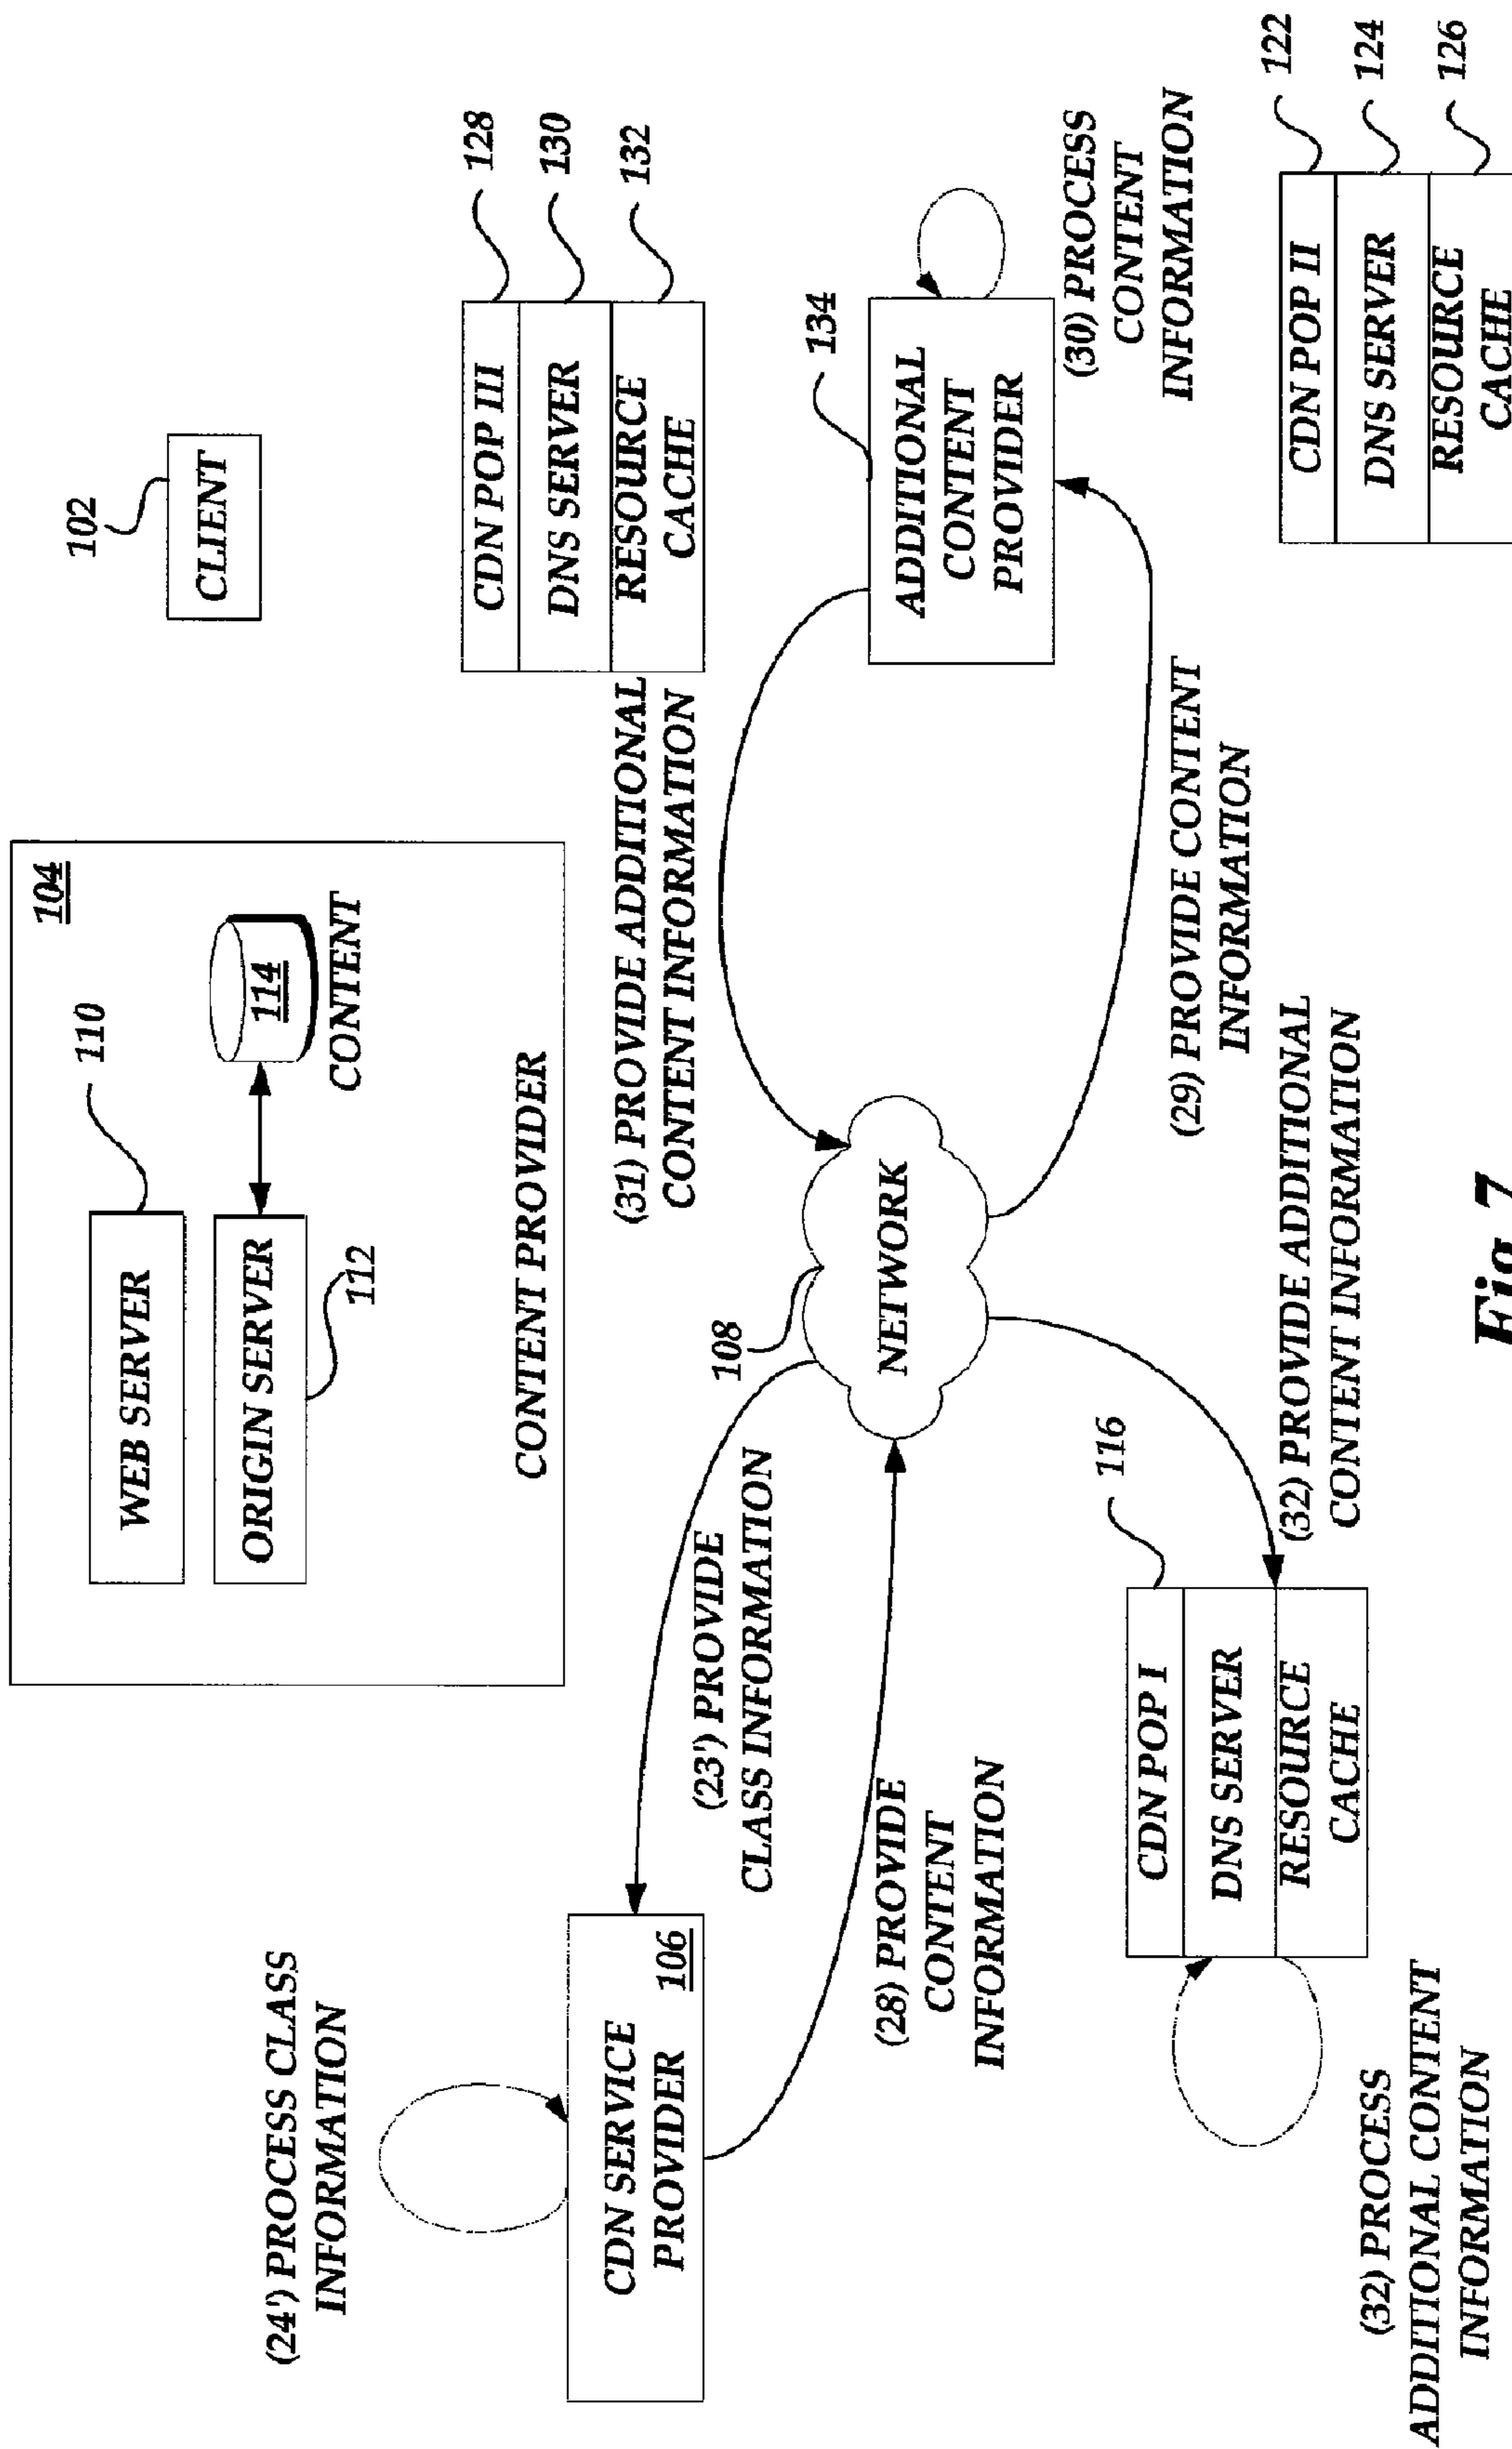 102
CLIENT
104
WEB SERVER
110
ORIGIN SERVER
112
114
CONTENT
CONTENT PROVIDER
(24') PROCESS CLASS
INFORMATION
CDN SERVICE
PROVIDER
106
(23') PROVIDE
CLASS INFORMATION
(28) PROVIDE
CONTENT
INFORMATION
108
NETWORK
(31) PROVIDE ADDITIONAL
CONTENT INFORMATION
CDN POP III
DNS SERVER
RESOURCE
CACHE
128
130
132
134
ADDITIONAL
CONTENT
PROVIDER
(30) PROCESS
CONTENT
INFORMATION
(29) PROVIDE CONTENT
INFORMATION
116
CDN POP I
DNS SERVER
RESOURCE
CACHE
(32) PROVIDE ADDITIONAL
CONTENT INFORMATION
(32) PROCESS
ADDITIONAL CONTENT
INFORMATION
CDN POP II
DNS SERVER
RESOURCE
CACHE
122
124
126
Fig. 7